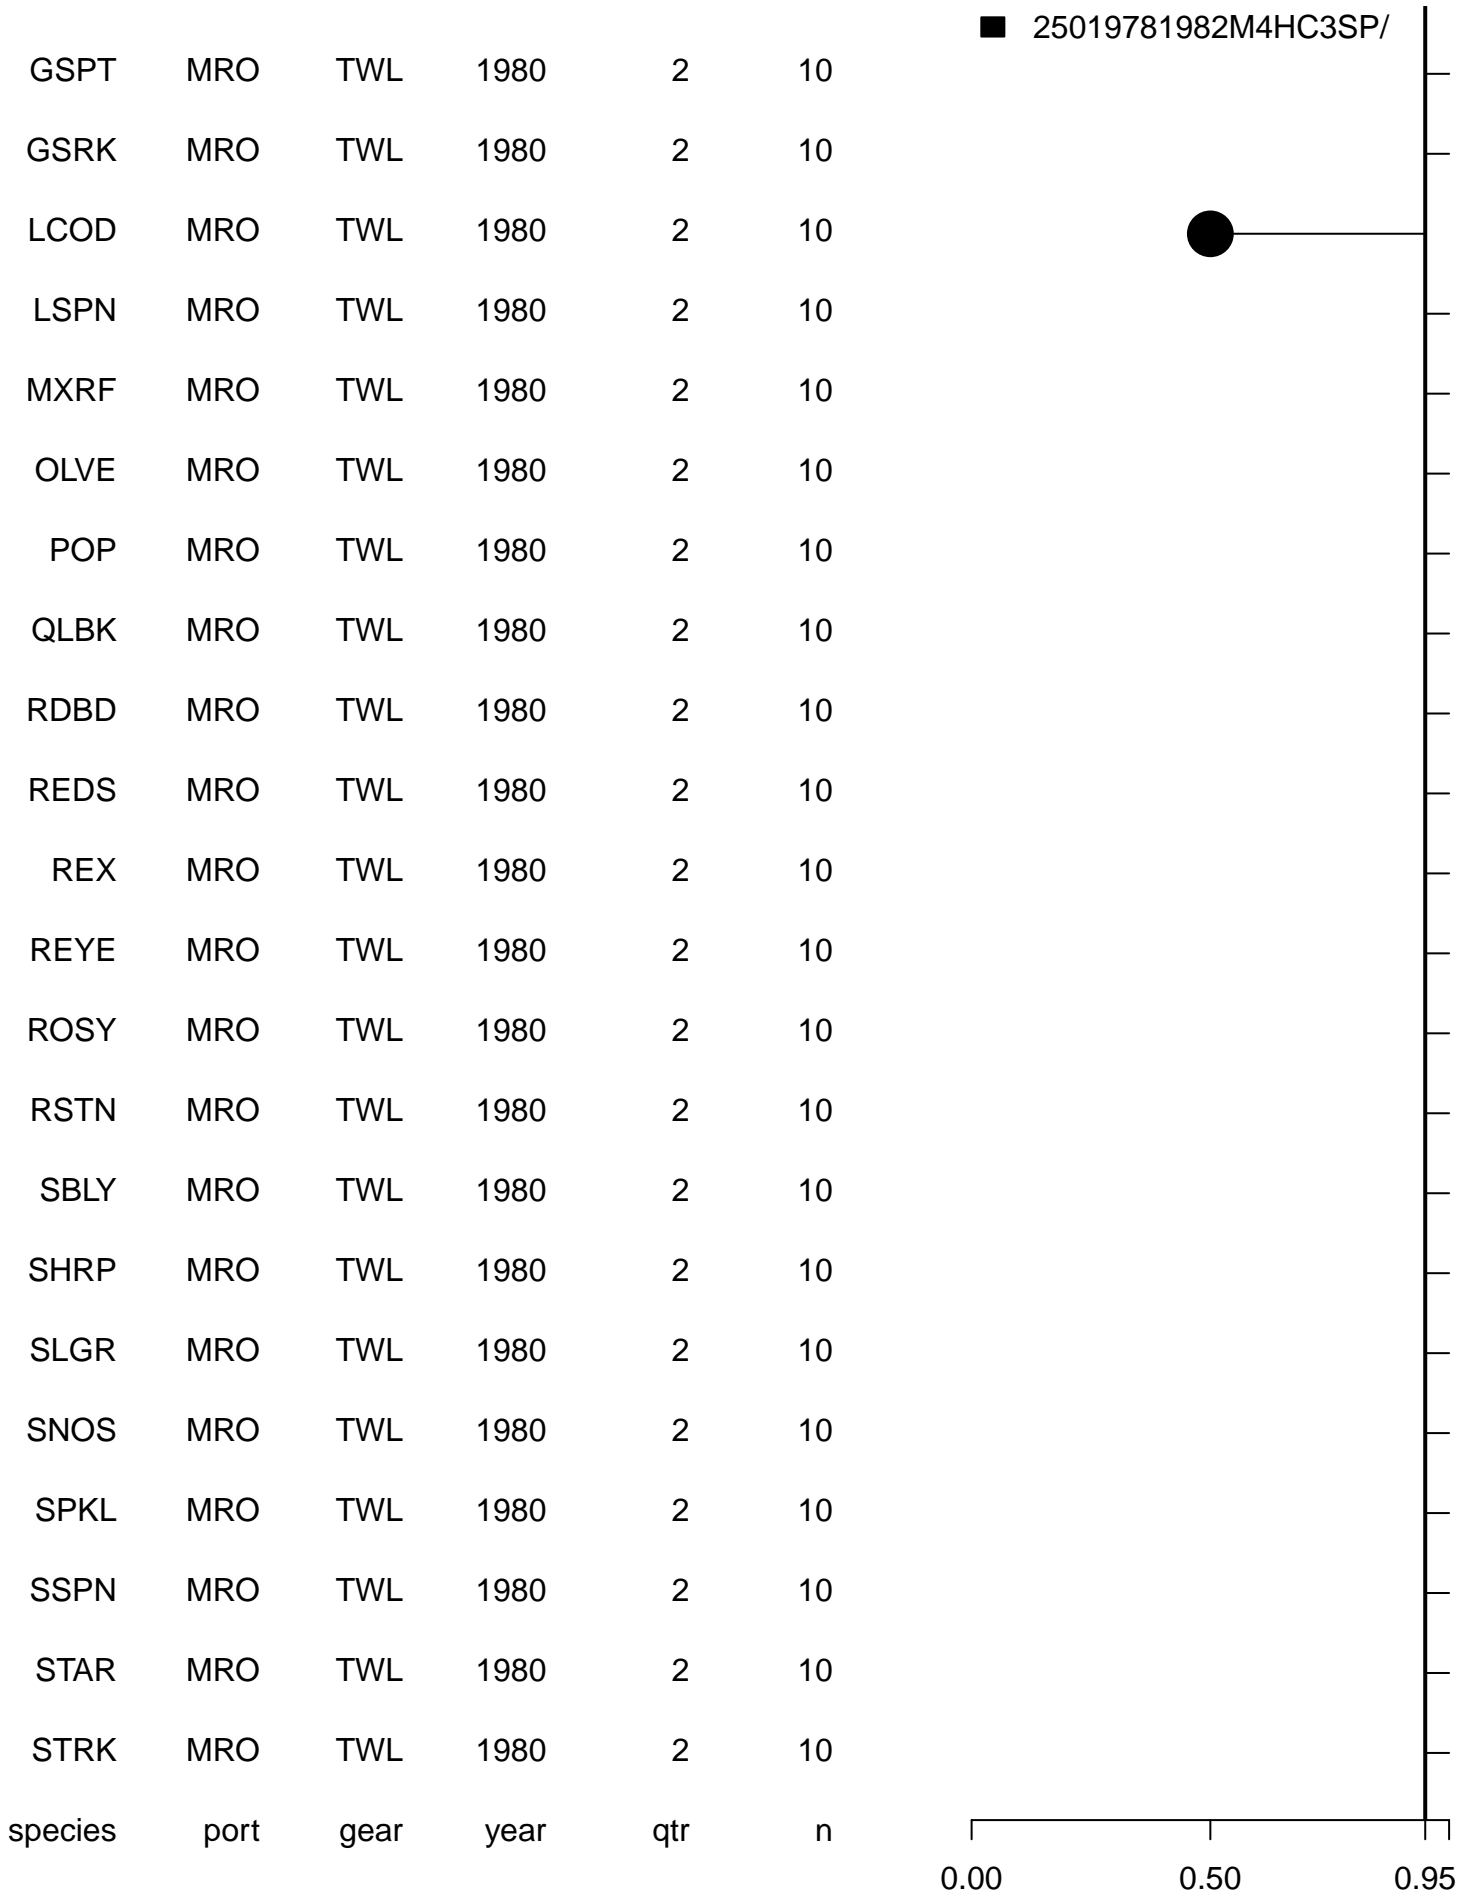 25019781982M4HC3SP/
GSPT MRO TWL 1980 2 10
GSRK MRO TWL 1980 2 10
LCOD MRO TWL 1980 2 10
LSPN MRO TWL 1980 2 10
MXRF MRO TWL 1980 2 10
OLVE MRO TWL 1980 2 10
POP MRO TWL 1980 2 10
QLBK MRO TWL 1980 2 10
RDBD MRO TWL 1980 2 10
REDS MRO TWL 1980 2 10
REX MRO TWL 1980 2 10
REYE MRO TWL 1980 2 10
ROSY MRO TWL 1980 2 10
RSTN MRO TWL 1980 2 10
SBLY MRO TWL 1980 2 10
SHRP MRO TWL 1980 2 10
SLGR MRO TWL 1980 2 10
SNOS MRO TWL 1980 2 10
SPKL MRO TWL 1980 2 10
SSPN MRO TWL 1980 2 10
STAR MRO TWL 1980 2 10
STRK MRO TWL 1980 2 10
species port gear year qtr n
0.00 0.50 0.95